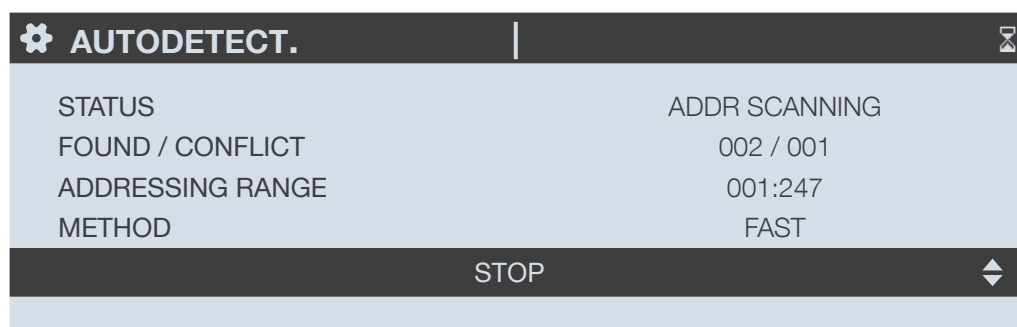 AUTODETECT.
STATUS ADDR SCANNING
FOUND / CONFLICT 002 / 001
ADDRESSING RANGE 001:247
METHOD FAST
STOP